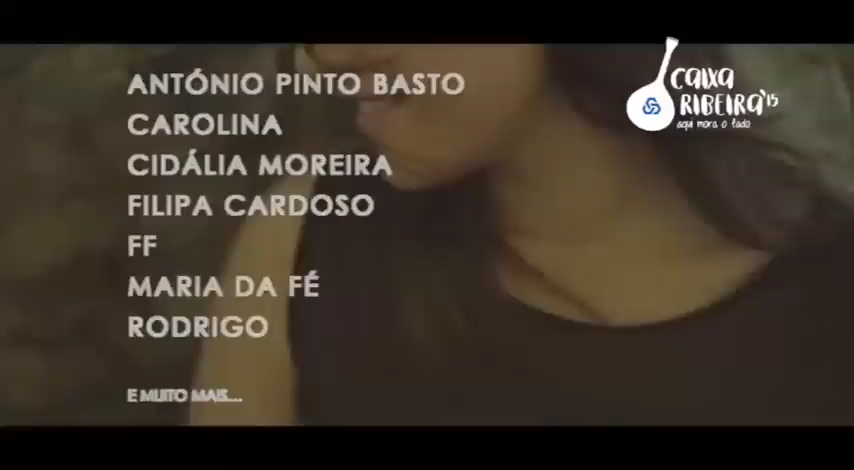 ANTÓNIO PINTO BASTO
CAROLINA
CIDÁLIA MOREIRA
FILIPA CARDOSO
FF
MARIA DA FÉ
RODRIGO
E MUITO MAIS...
CAIXA
RIBEIRA'15
aqui mora o fado